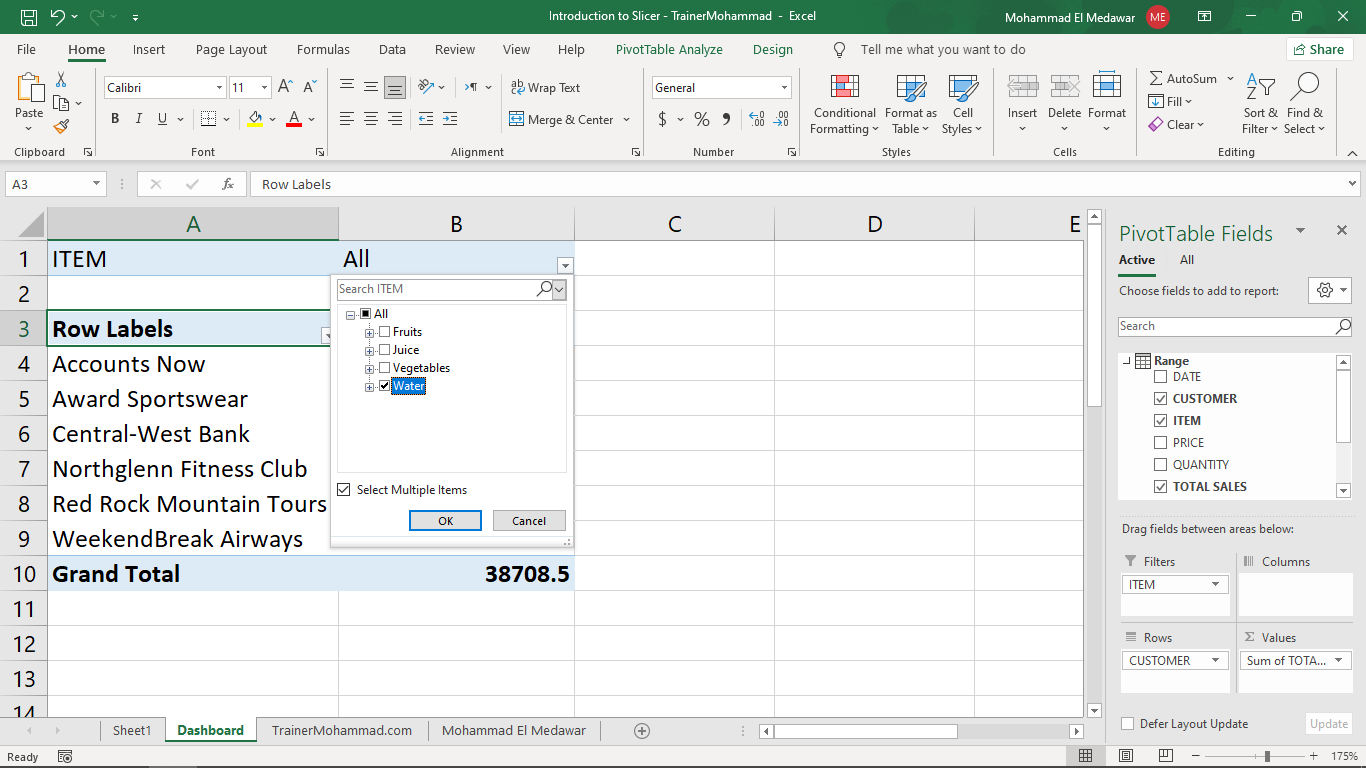 Introduction to Slicer - TrainerMohammad - Excel
Mohammad El Medawar ME
File Home Insert Page Layout Formulas Data Review View Help PivotTable Analyze Design Tell me what you want to do Share
Paste
Calibri 11
B I U A
Wrap Text
Merge & Center
General
$ % ,
Conditional Formatting
Format as Table
Cell Styles
Insert Delete Format
AutoSum
Fill
Clear
Sort & Filter
Find & Select
Clipboard Font Alignment Number Styles Cells Editing
A3 fx Row Labels
A B C D E
1 ITEM All
2
3 Row Labels
4 Accounts Now
5 Award Sportswear
6 Central-West Bank
7 Northglenn Fitness Club
8 Red Rock Mountain Tours
9 WeekendBreak Airways
10 Grand Total 38708.5
11
12
13
14
Search ITEM
All
Fruits
Juice
Vegetables
Water
Select Multiple Items
OK Cancel
PivotTable Fields
Active All
Choose fields to add to report:
Search
Range
DATE
CUSTOMER
ITEM
PRICE
QUANTITY
TOTAL SALES
Drag fields between areas below:
Filters Columns
ITEM
Rows Σ Values
CUSTOMER Sum of TOTA...
Defer Layout Update Update
Sheet1 Dashboard TrainerMohammad.com Mohammad El Medawar
Ready 175%